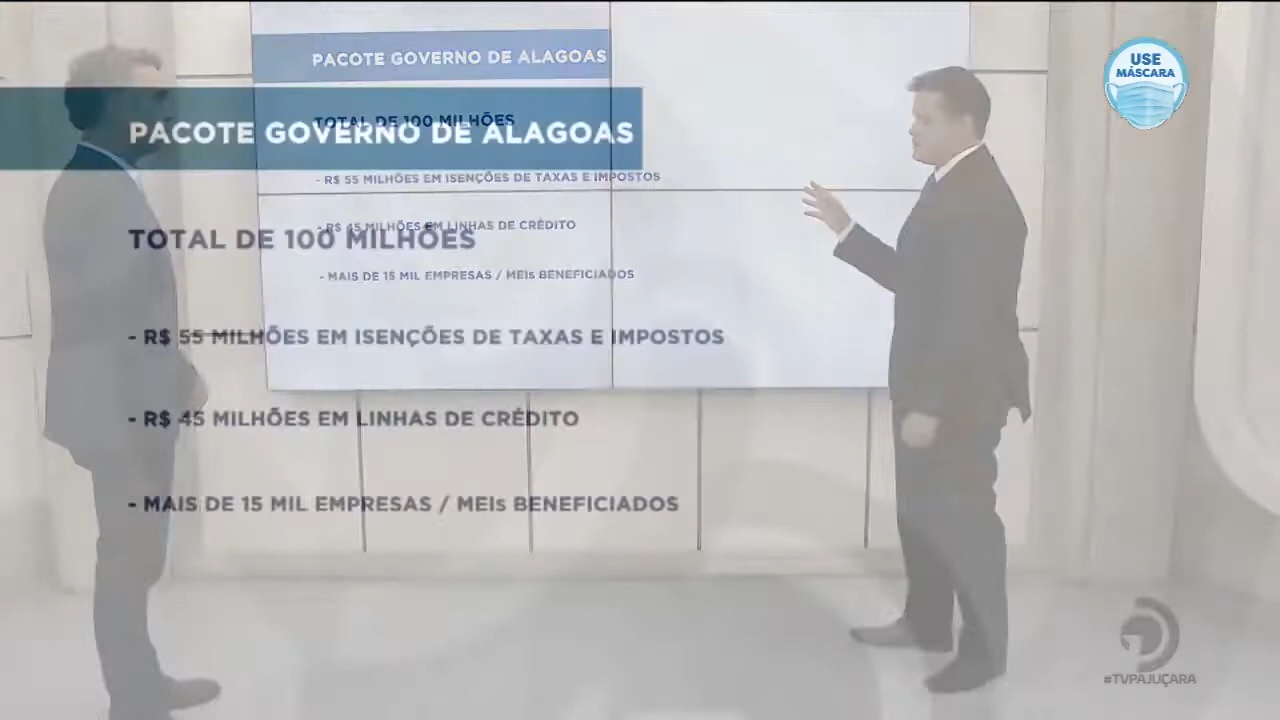 PACOTE GOVERNO DE ALAGOAS
TOTAL DE 100 MILHÕES
- R$ 55 MILHÕES EM ISENÇÕES DE TAXAS E IMPOSTOS
- R$ 45 MILHÕES EM LINHAS DE CRÉDITO
- MAIS DE 15 MIL EMPRESAS / MEIs BENEFICIADOS
USE
MÁSCARA
PACOTE GOVERNO DE ALAGOAS
TOTAL DE 100 MILHÕES
- R$ 55 MILHÕES EM ISENÇÕES DE TAXAS E IMPOSTOS
- R$ 45 MILHÕES EM LINHAS DE CRÉDITO
- MAIS DE 15 MIL EMPRESAS / MEIs BENEFICIADOS
#TVPAJUÇARA